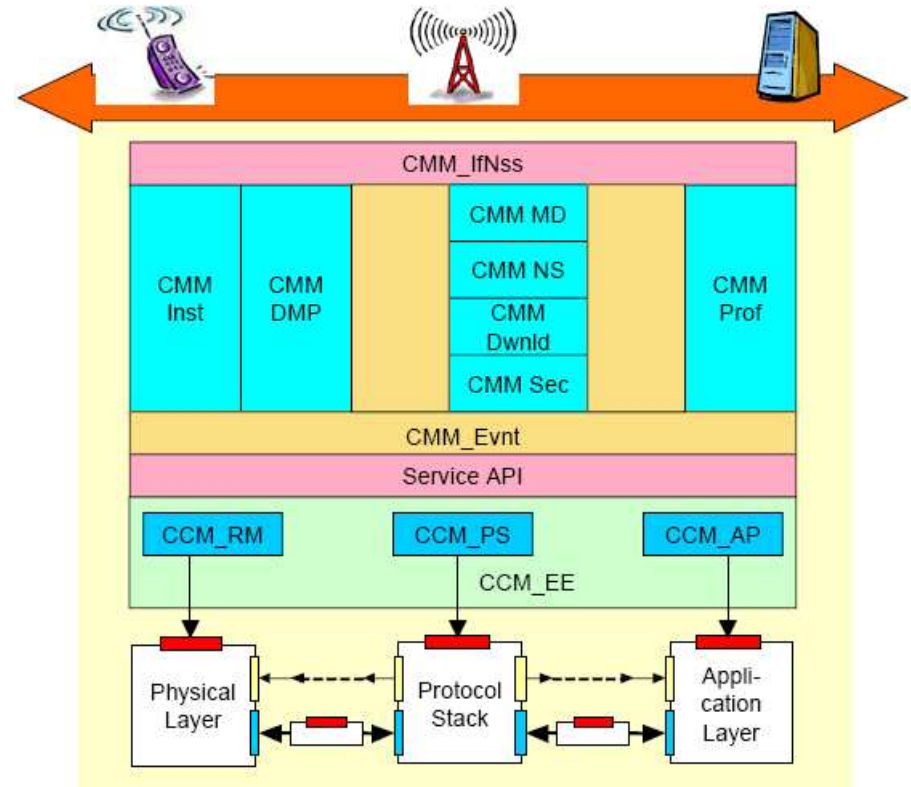 CMM_IfNss
CMM
Inst
CMM
DMP
CMM MD
CMM NS
CMM
Dwnld
CMM Sec
CMM
Prof
CMM_Evnt
Service API
CCM_RM
CCM_PS
CCM_AP
CCM_EE
Physical
Layer
Protocol
Stack
Appli-
cation
Layer